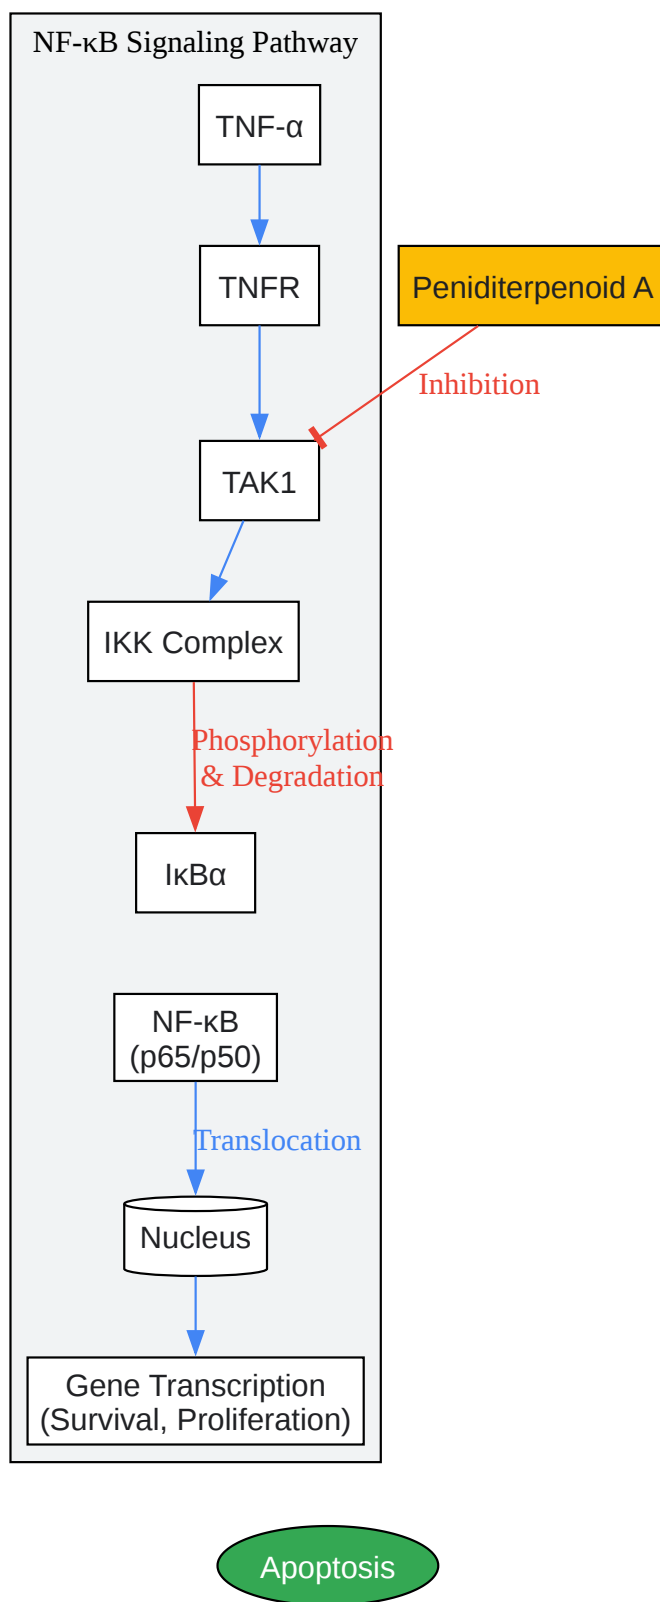 NF-κB Signaling Pathway
TNF-α
TNFR
Peniditerpenoid A
Inhibition
TAK1
IKK Complex
Phosphorylation
& Degradation
IκBα
NF-κB
(p65/p50)
Translocation
Nucleus
Gene Transcription
(Survival, Proliferation)
Apoptosis